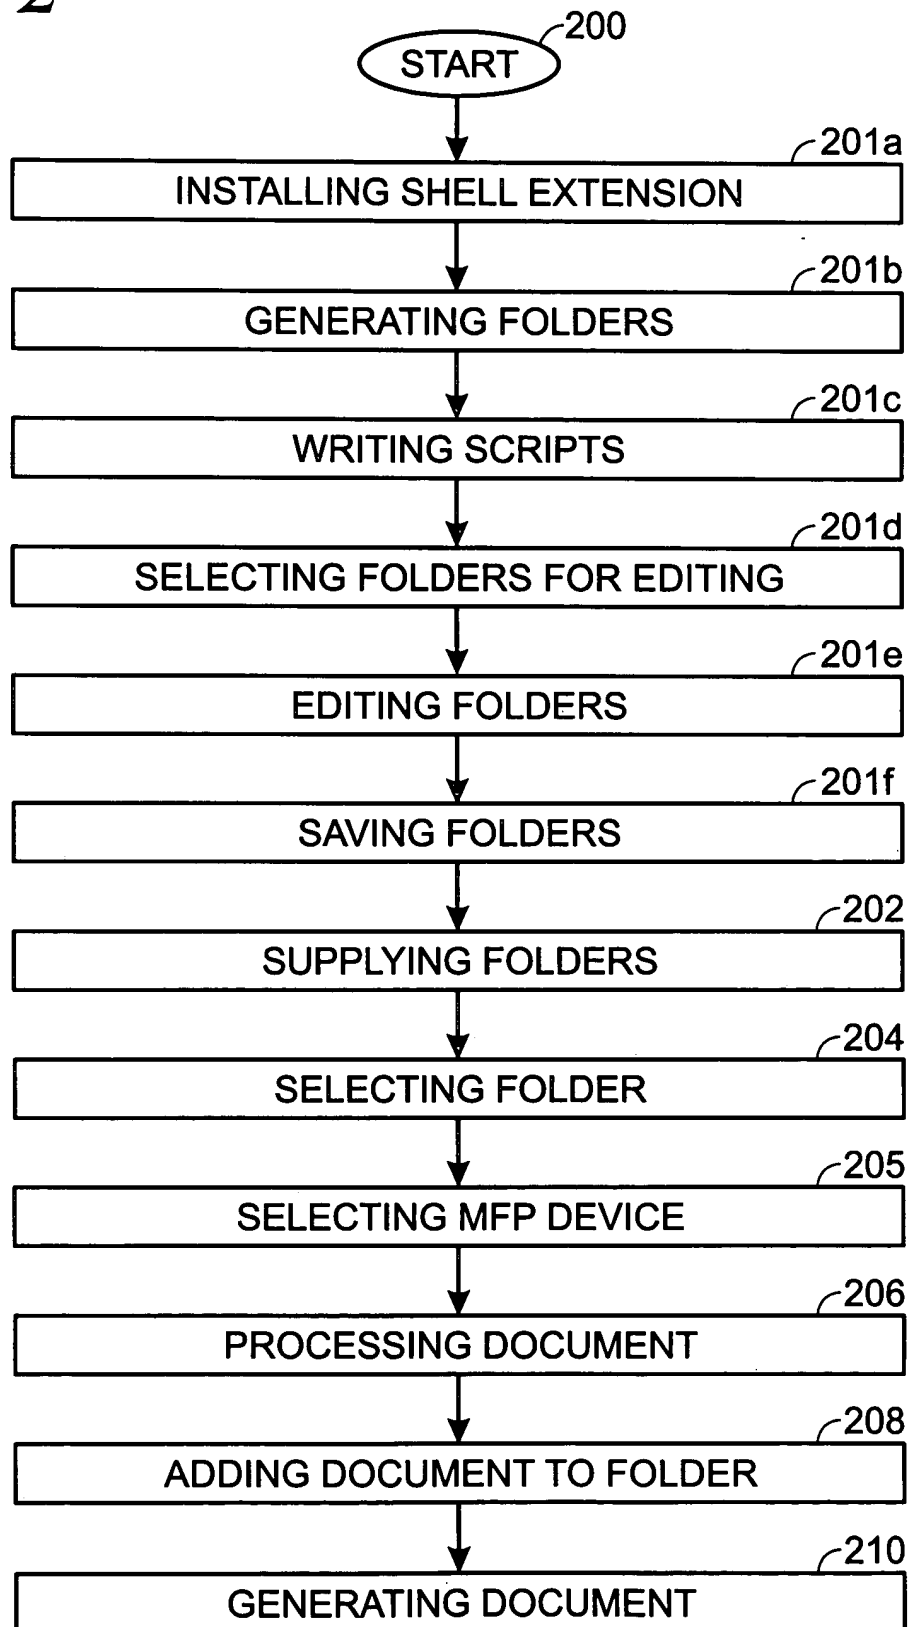 2
200
START
201a
INSTALLING SHELL EXTENSION
201b
GENERATING FOLDERS
201c
WRITING SCRIPTS
201d
SELECTING FOLDERS FOR EDITING
201e
EDITING FOLDERS
201f
SAVING FOLDERS
202
SUPPLYING FOLDERS
204
SELECTING FOLDER
205
SELECTING MFP DEVICE
206
PROCESSING DOCUMENT
208
ADDING DOCUMENT TO FOLDER
210
GENERATING DOCUMENT